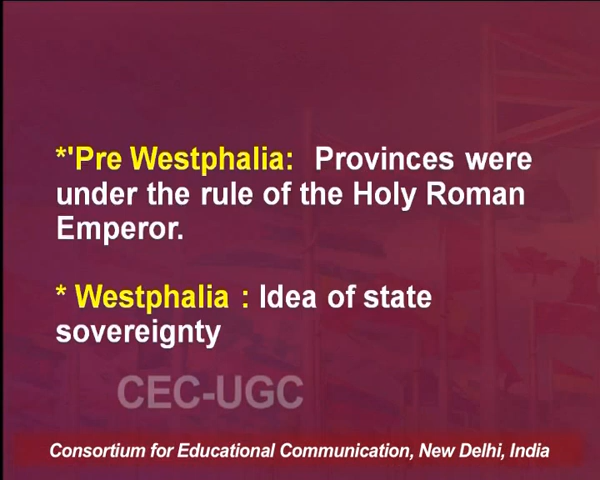 *'Pre Westphalia: Provinces were
under the rule of the Holy Roman
Emperor.
* Westphalia : Idea of state
sovereignty
CEC-UGC
Consortium for Educational Communication, New Delhi, India